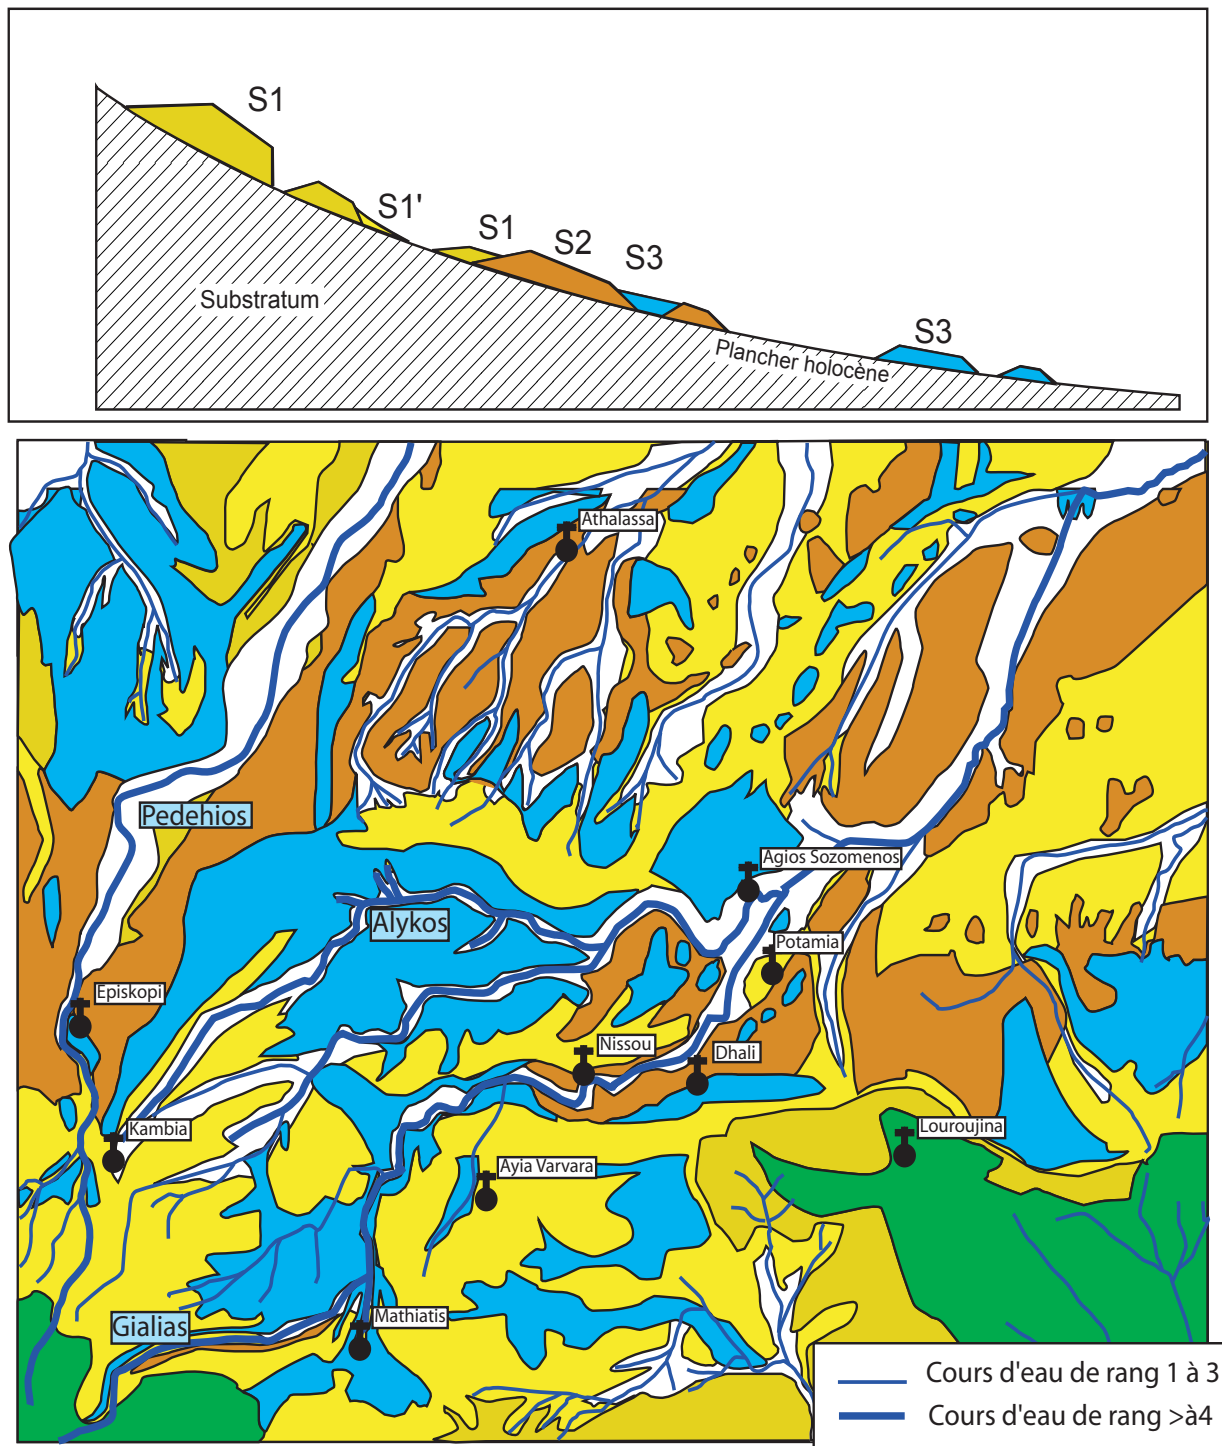 S1
S1'
S1
S2
S3
Substratum
S3
Plancher holocène
Athalassa
Pedehios
Agios Sozomenos
Alykos
Potamia
Episkopi
Nissou
Dhali
Kambia
Louroujina
Ayia Varvara
Mathiatis
Gialias
Cours d'eau de rang 1 à 3
Cours d'eau de rang >à4